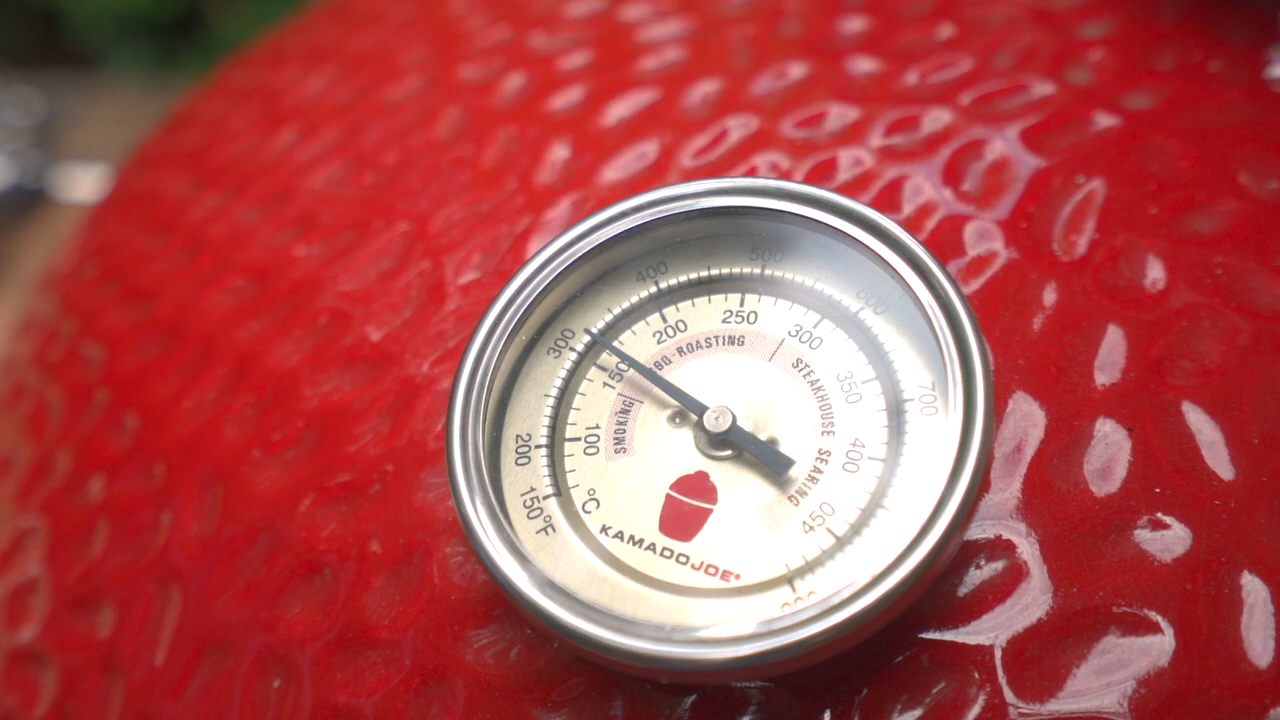 150°F
200
300
400
500
600
700
°C
100
150
200
250
300
350
400
450
SMOKING
BBQ-ROASTING
STEAKHOUSE SEARING
KAMADOJOE®